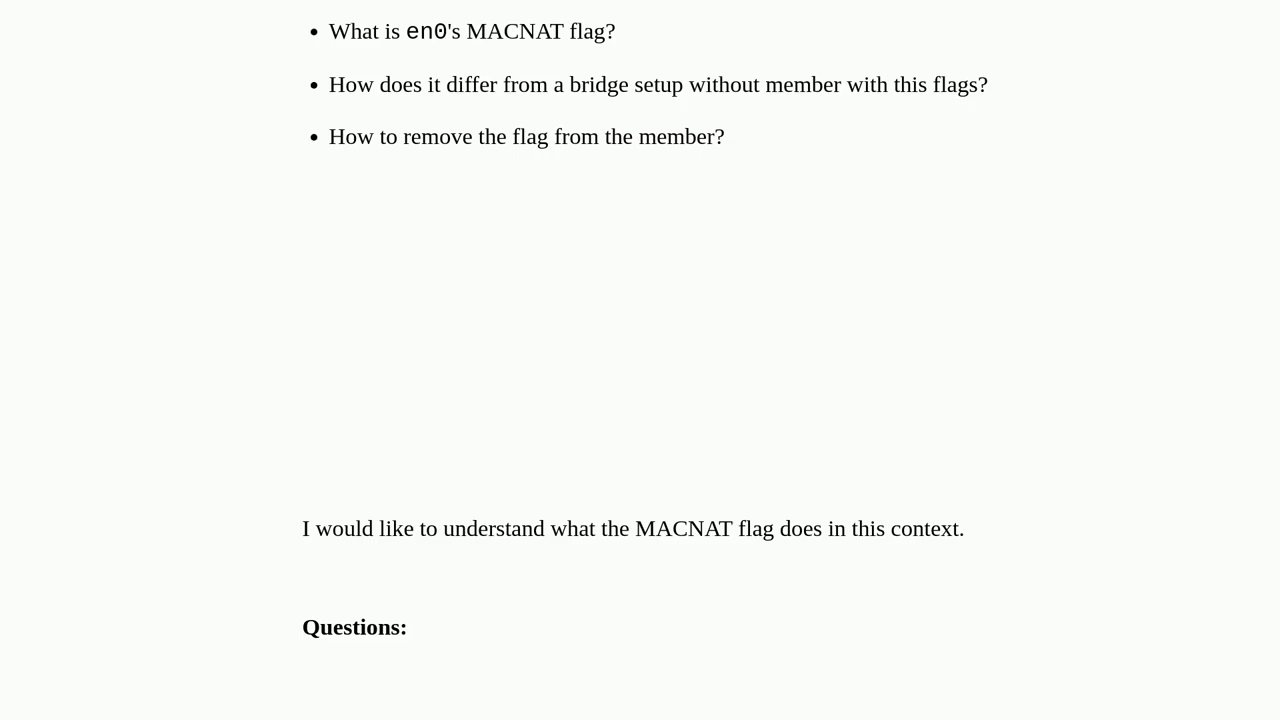 • What is en0's MACNAT flag?
• How does it differ from a bridge setup without member with this flags?
• How to remove the flag from the member?
I would like to understand what the MACNAT flag does in this context.
Questions: